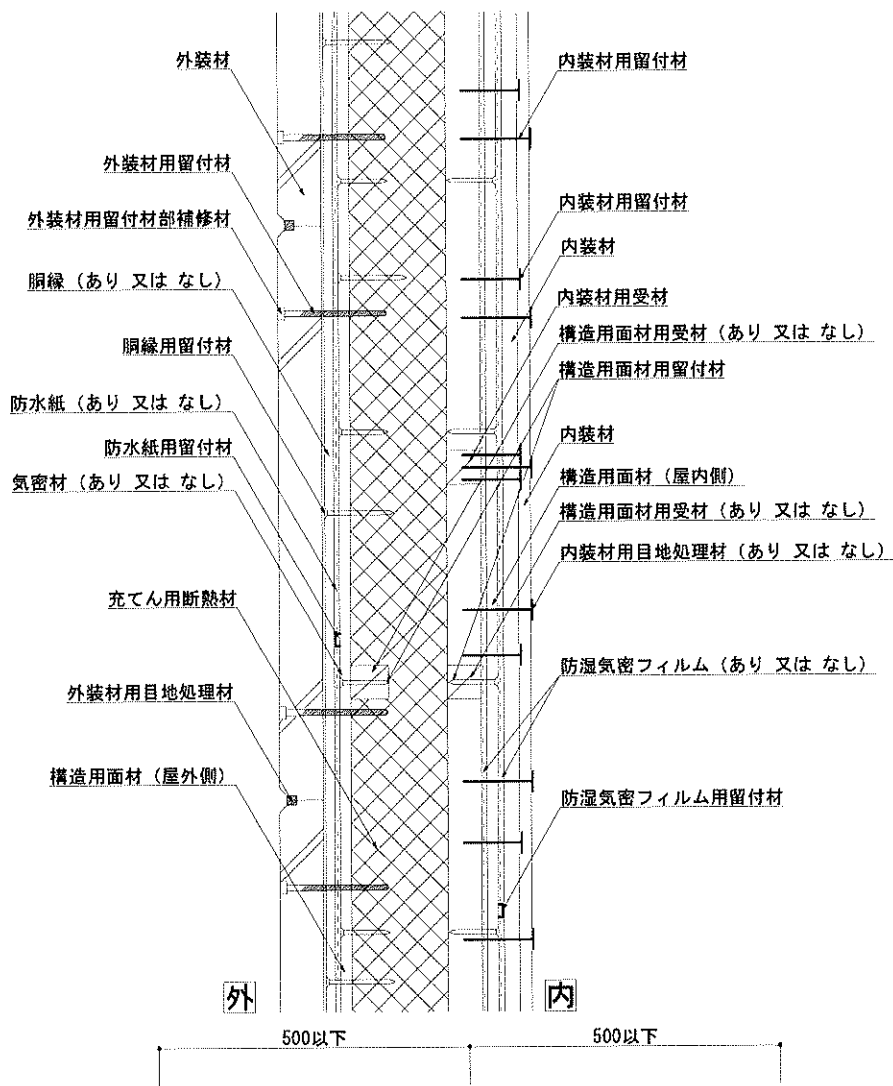 外装材
外装材用留付材
外装材用留付材部補修材
胴縁（あり 又は なし）
胴縁用留付材
防水紙（あり 又は なし）
防水紙用留付材
気密材（あり 又は なし）
充てん用断熱材
外装材用目地処理材
構造用面材（屋外側）
内装材用留付材
内装材用留付材
内装材
内装材用受材
構造用面材用受材（あり 又は なし）
構造用面材用留付材
内装材
構造用面材（屋内側）
構造用面材用受材（あり 又は なし）
内装材用目地処理材（あり 又は なし）
防湿気密フィルム（あり 又は なし）
防湿気密フィルム用留付材
外
内
500以下
500以下